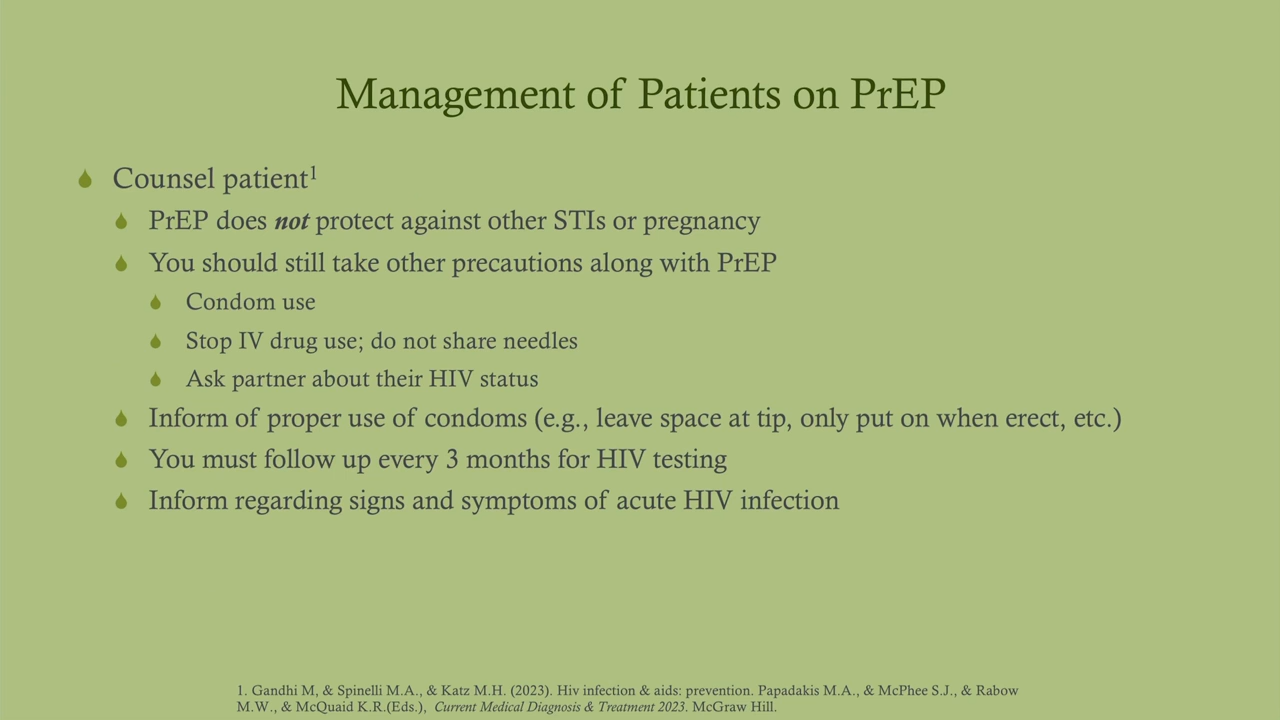 Management of Patients on PrEP
Counsel patient1
PrEP does not protect against other STIs or pregnancy
You should still take other precautions along with PrEP
Condom use
Stop IV drug use; do not share needles
Ask partner about their HIV status
Inform of proper use of condoms (e.g., leave space at tip, only put on when erect, etc.)
You must follow up every 3 months for HIV testing
Inform regarding signs and symptoms of acute HIV infection
1. Gandhi M, & Spinelli M.A., & Katz M.H. (2023). Hiv infection & aids: prevention. Papadakis M.A., & McPhee S.J., & Rabow
M.W., & McQuaid K.R.(Eds.), Current Medical Diagnosis & Treatment 2023. McGraw Hill.